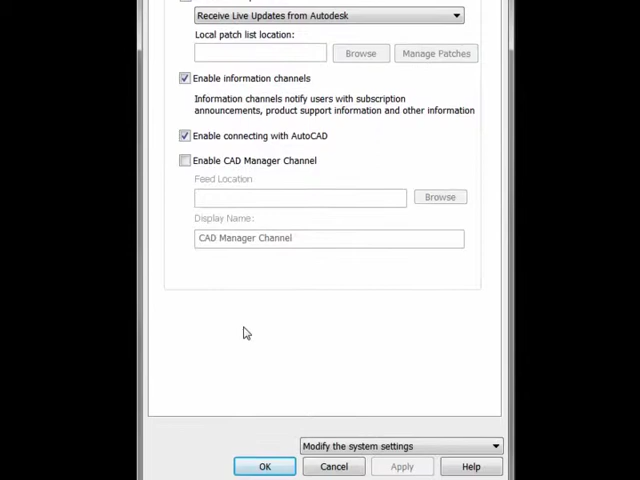 Receive Live Updates from Autodesk
Local patch list location:
Browse
Manage Patches
Enable information channels
Information channels notify users with subscription
announcements, product support information and other information
Enable connecting with AutoCAD
Enable CAD Manager Channel
Feed Location
Browse
Display Name:
CAD Manager Channel
Modify the system settings
OK
Cancel
Apply
Help